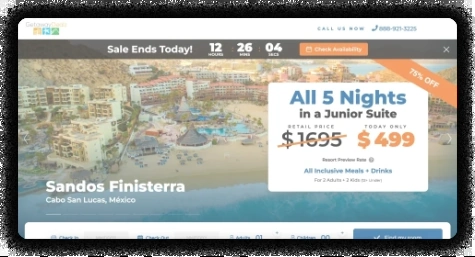 CALL US NOW 866-921-3225
Sale Ends Today! 12 HOURS : 26 MINS : 04 SECS Check Availability
75% OFF
All 5 Nights
in a Junior Suite
RETAIL PRICE TODAY ONLY
$1695 $499
Resort Preview Rate
All Inclusive Meals + Drinks
For 2 Adults + 2 Kids
Sandos Finisterra
Cabo San Lucas, México
Check In Check Out Adults 01 Children 00 Find my room